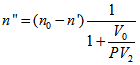 n" = (n₀ − n') 1 / (1 + V₀ / PV₂)